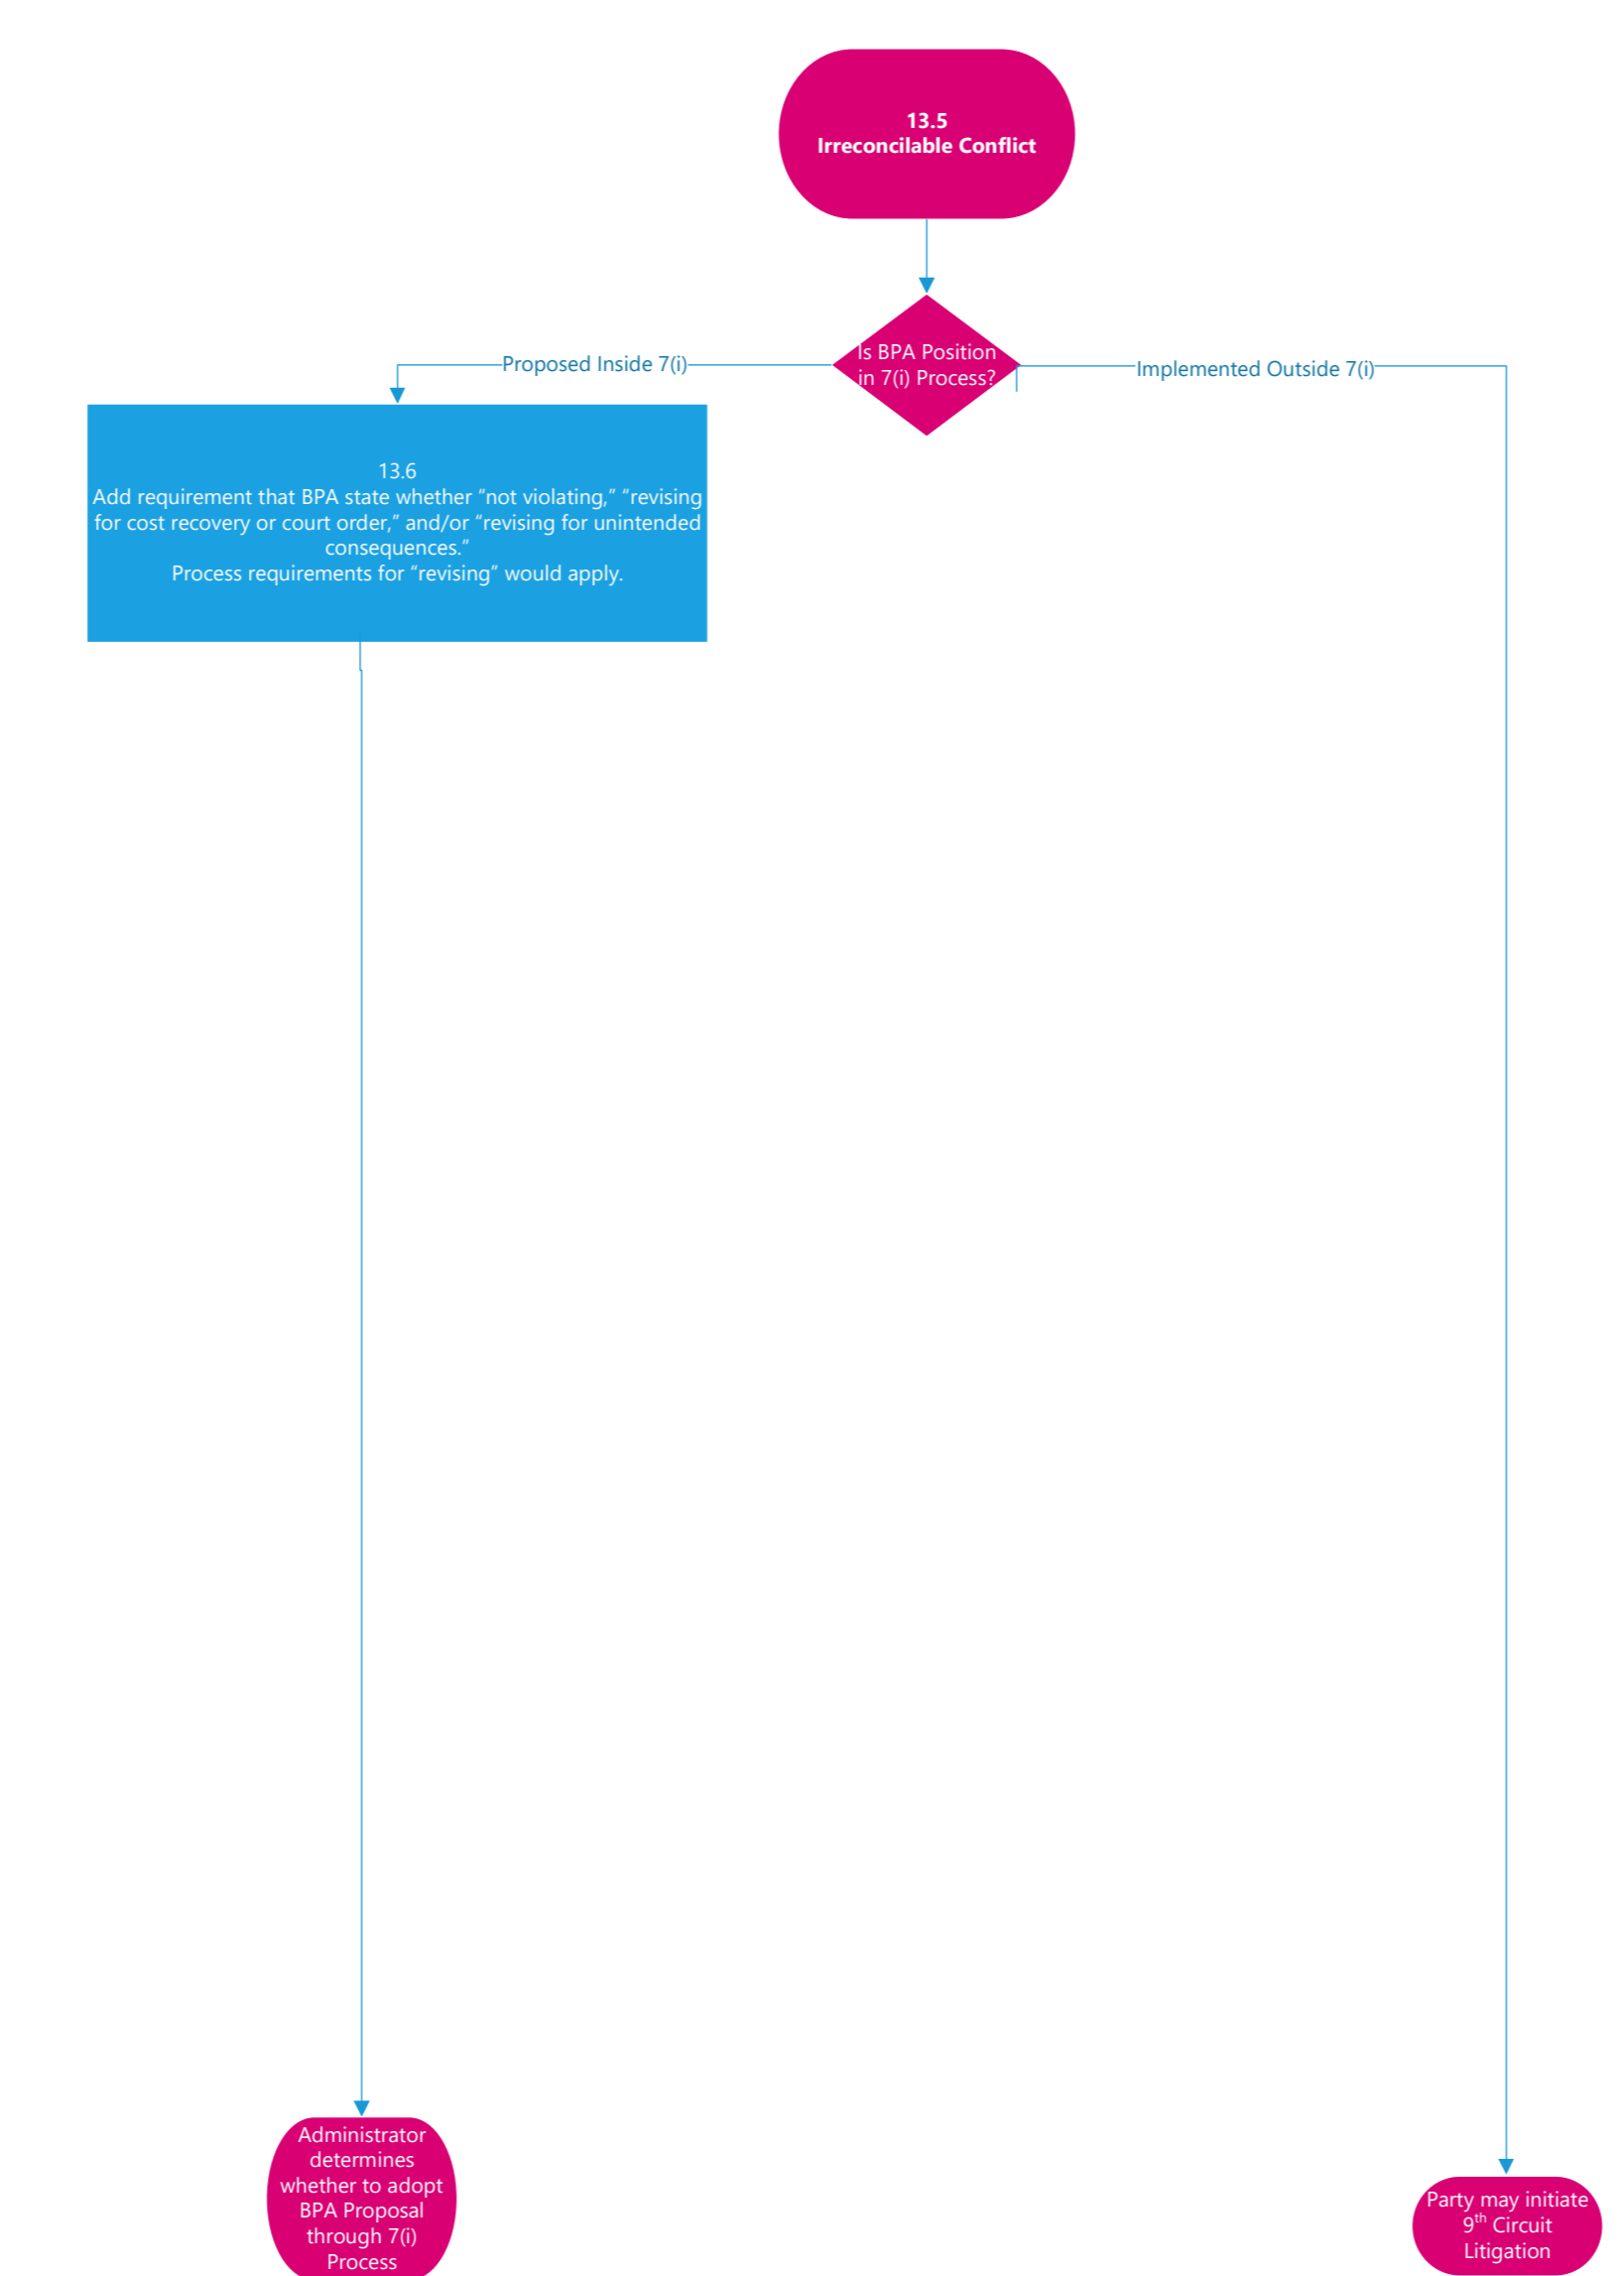 13.5
Irreconcilable Conflict
Is BPA Position
in 7(i) Process?
Proposed Inside 7(i)
Implemented Outside 7(i)
13.6
Add requirement that BPA state whether “not violating,” “revising
for cost recovery or court order,” and/or “revising for unintended
consequences.”
Process requirements for “revising” would apply.
Administrator
determines
whether to adopt
BPA Proposal
through 7(i)
Process
Party may initiate
9th Circuit
Litigation